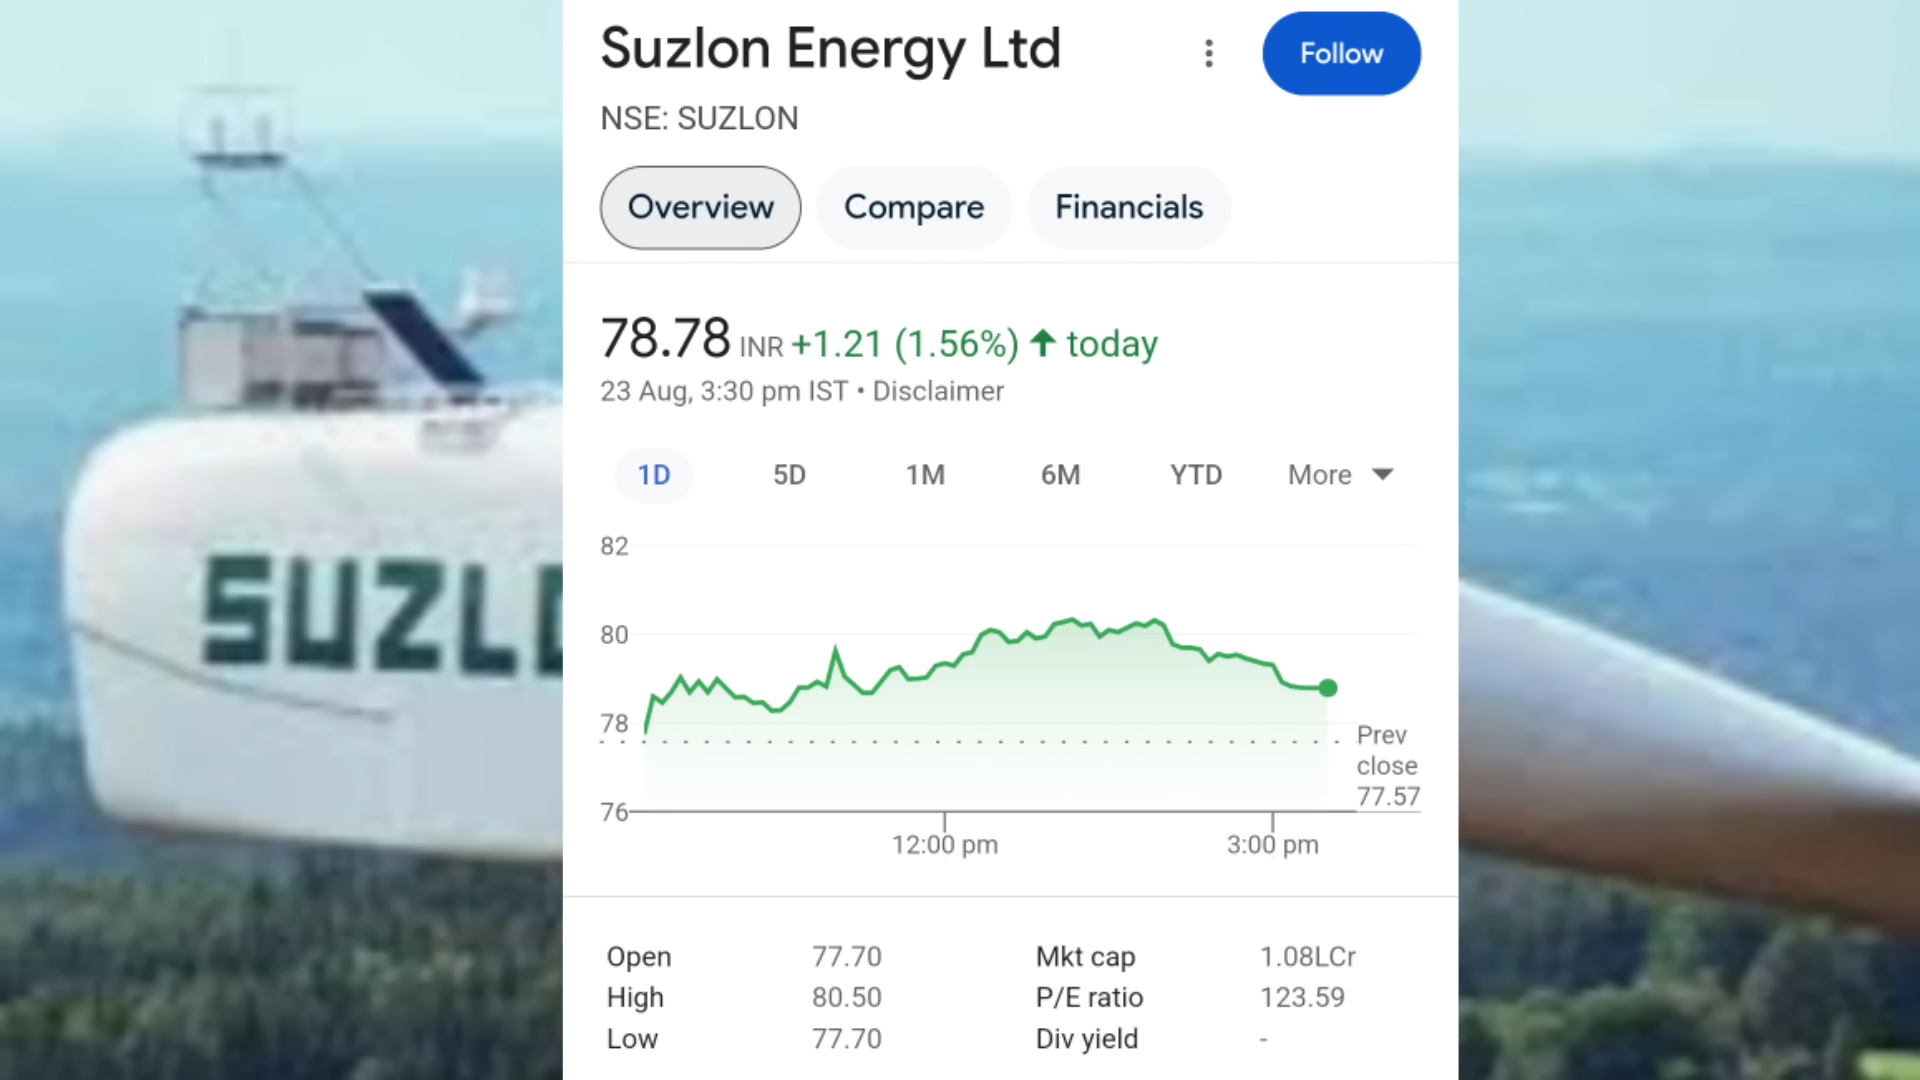 Suzlon Energy Ltd
Follow
NSE: SUZLON
Overview
Compare
Financials
78.78 INR +1.21 (1.56%) ↑ today
23 Aug, 3:30 pm IST • Disclaimer
1D
5D
1M
6M
YTD
More
82
80
78
76
Prev
close
77.57
12:00 pm
3:00 pm
Open 77.70
Mkt cap 1.08LCr
High 80.50
P/E ratio 123.59
Low 77.70
Div yield -
SUZL